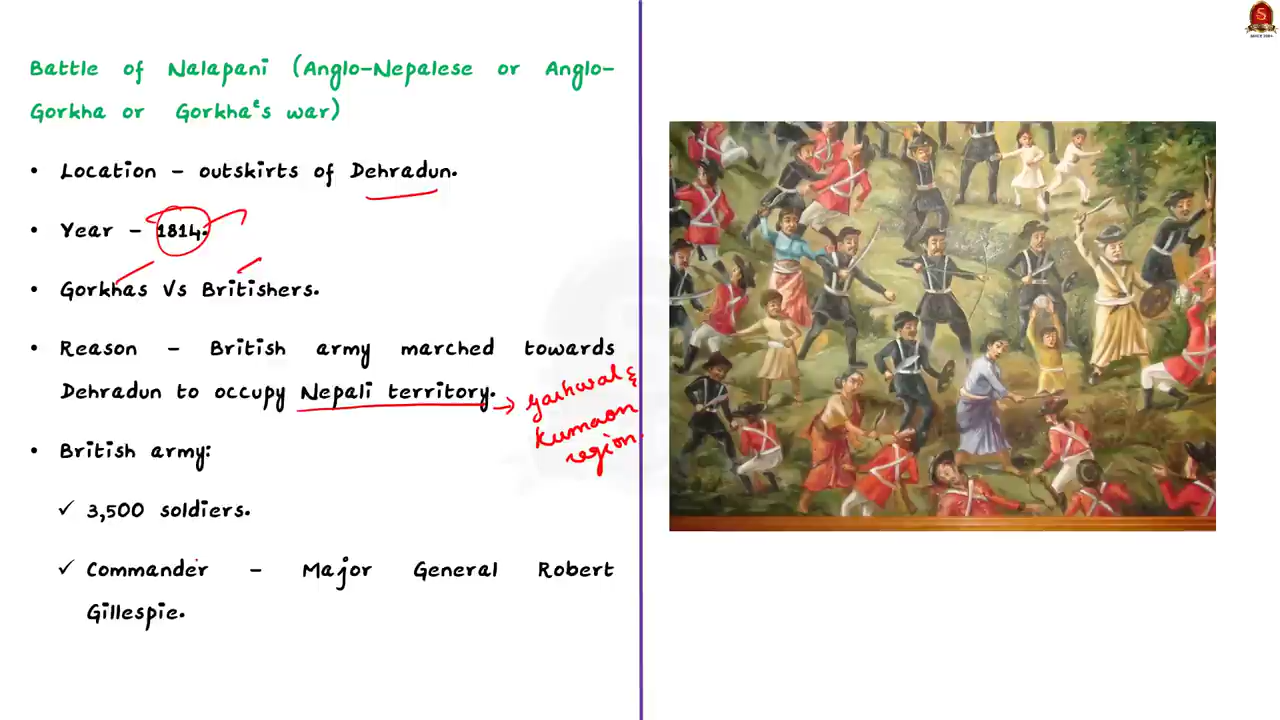 Battle of Nalapani (Anglo-Nepalese or Anglo-
Gorkha or Gorkha's war)
• Location – outskirts of Dehradun.
• Year – 1814.
• Gorkhas Vs Britishers.
• Reason – British army marched towards
Dehradun to occupy Nepali territory.
→ Garhwal &
Kumaon
region.
• British army:
✓ 3,500 soldiers.
✓ Commander – Major General Robert
Gillespie.
S
SINCE 2004